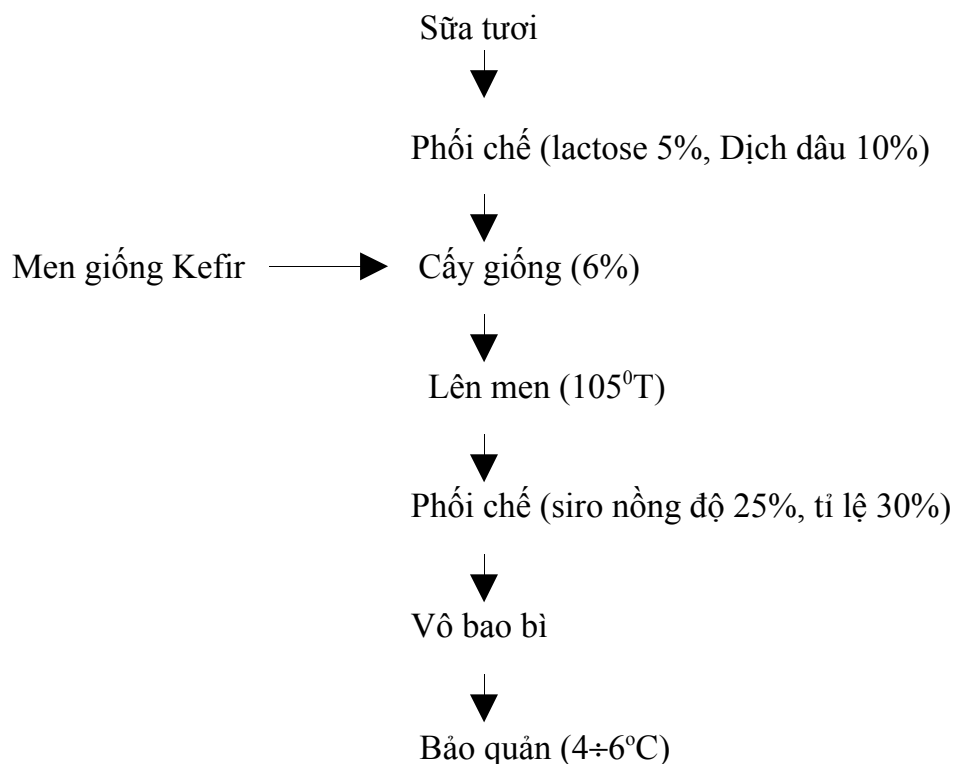 Sữa tươi
Phối chế (lactose 5%, Dịch dâu 10%)
Men giống Kefir
Cấy giống (6%)
Lên men (105⁰T)
Phối chế (siro nồng độ 25%, tỉ lệ 30%)
Vô bao bì
Bảo quản (4÷6ºC)